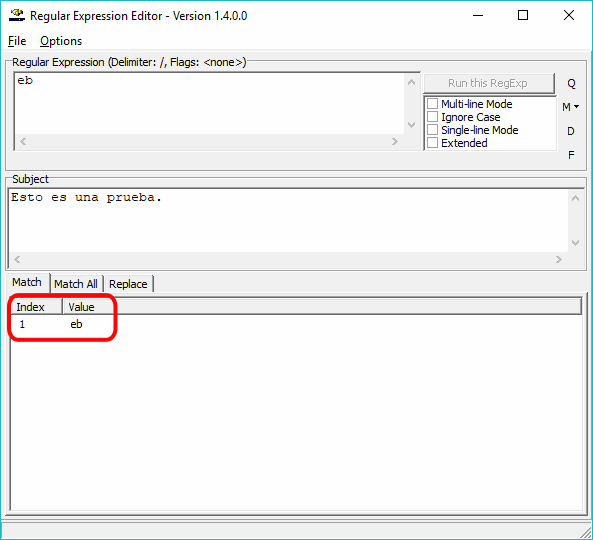 Regular Expression Editor - Version 1.4.0.0
File Options
Regular Expression (Delimiter: /, Flags: <none>)
eb
Run this RegExp
Q
Multi-line Mode
M
Ignore Case
Single-line Mode
D
Extended
F
Subject
Esto es una prueba.
Match Match All Replace
Index Value
1 eb